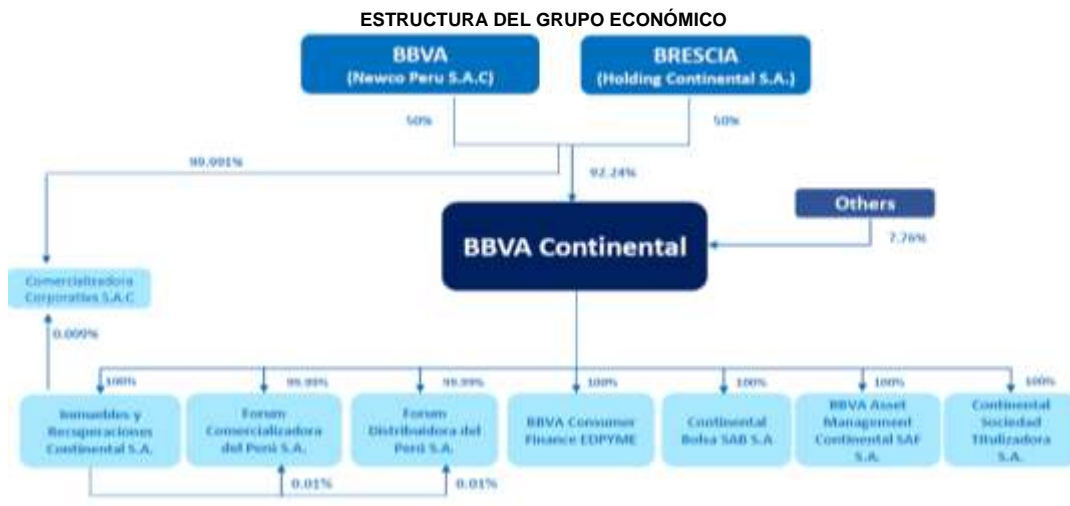 ESTRUCTURA DEL GRUPO ECONÓMICO
BBVA
(Newco Peru S.A.C)
BRESCIA
(Holding Continental S.A.)
50%
50%
99.991%
92.24%
Others
7.76%
BBVA Continental
Comercializadora
Corporativa S.A.C
0.009%
100%
99.99%
99.99%
100%
100%
100%
100%
Inmuebles y
Recuperaciones
Continental S.A.
Forum
Comercializadora
del Perú S.A.
Forum
Distribuidora del
Perú S.A.
BBVA Consumer
Finance EDPYME
Continental
Bolsa SAB S.A
BBVA Asset
Management
Continental SAF
S.A.
Continental
Sociedad
Titulizadora
S.A.
0.01%
0.01%